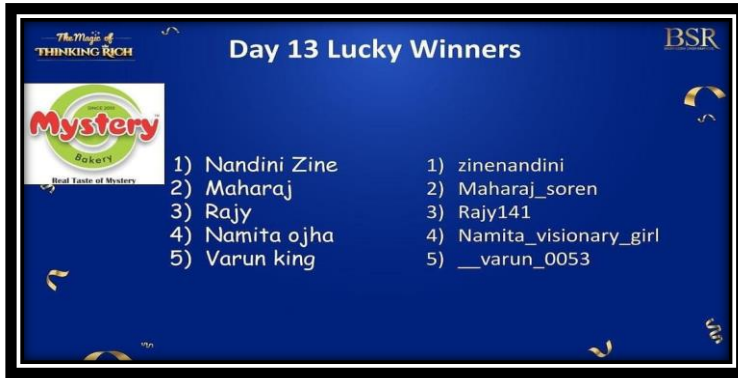 The Magic of
THINKING RICH
Day 13 Lucky Winners
BSR
SINCE 2001
Mystery
Bakery
Real Taste of Mystery
1) Nandini Zine
2) Maharaj
3) Rajy
4) Namita ojha
5) Varun king
1) zinenandini
2) Maharaj_soren
3) Rajy141
4) Namita_visionary_girl
5) __varun_0053